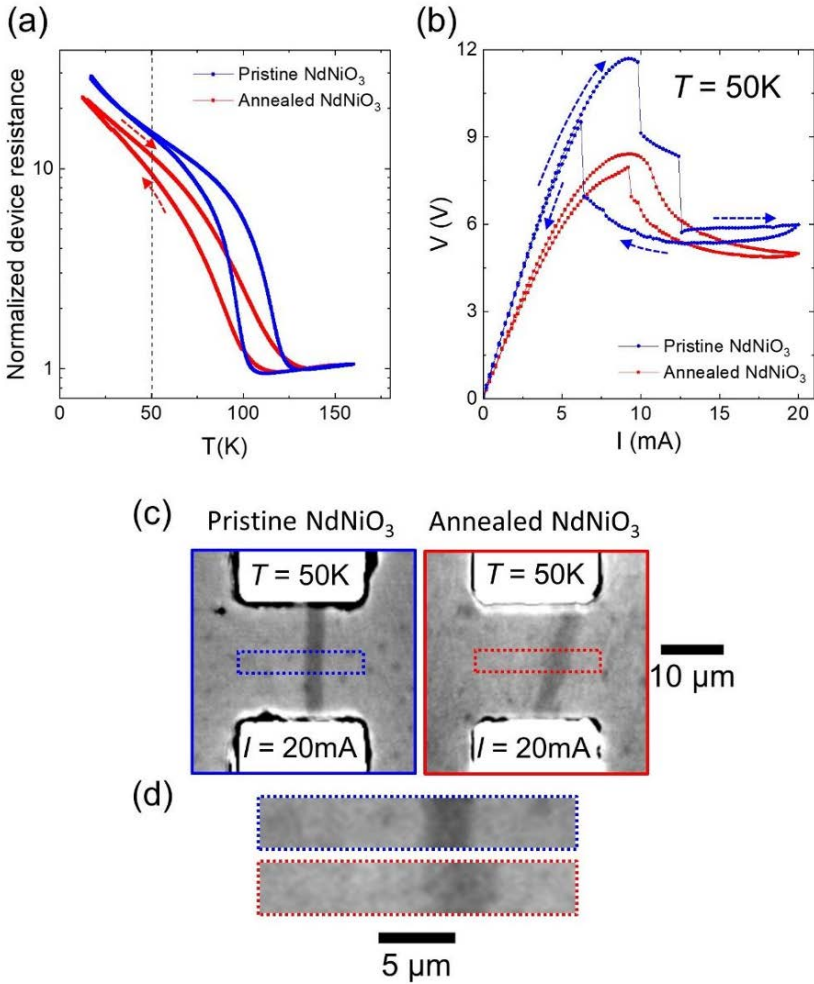 (a)
Normalized device resistance
10
1
0
50
100
150
T(K)
Pristine NdNiO₃
Annealed NdNiO₃
(b)
V (V)
12
9
6
3
0
0
5
10
15
20
I (mA)
T = 50K
Pristine NdNiO₃
Annealed NdNiO₃
(c)
Pristine NdNiO₃
Annealed NdNiO₃
T = 50K
T = 50K
I = 20mA
I = 20mA
10 μm
(d)
5 μm